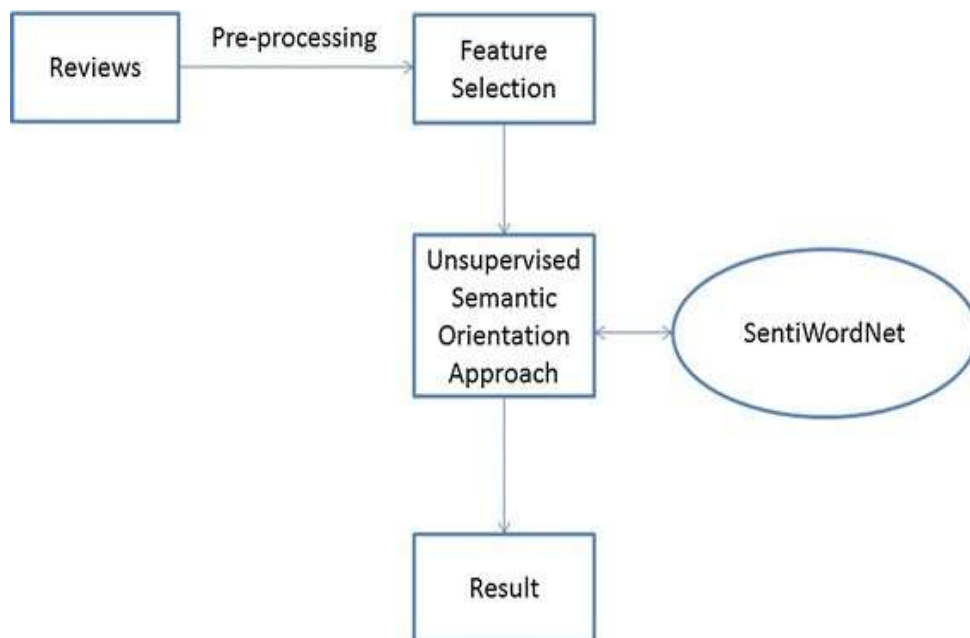 Reviews
Pre-processing
Feature
Selection
Unsupervised
Semantic
Orientation
Approach
SentiWordNet
Result